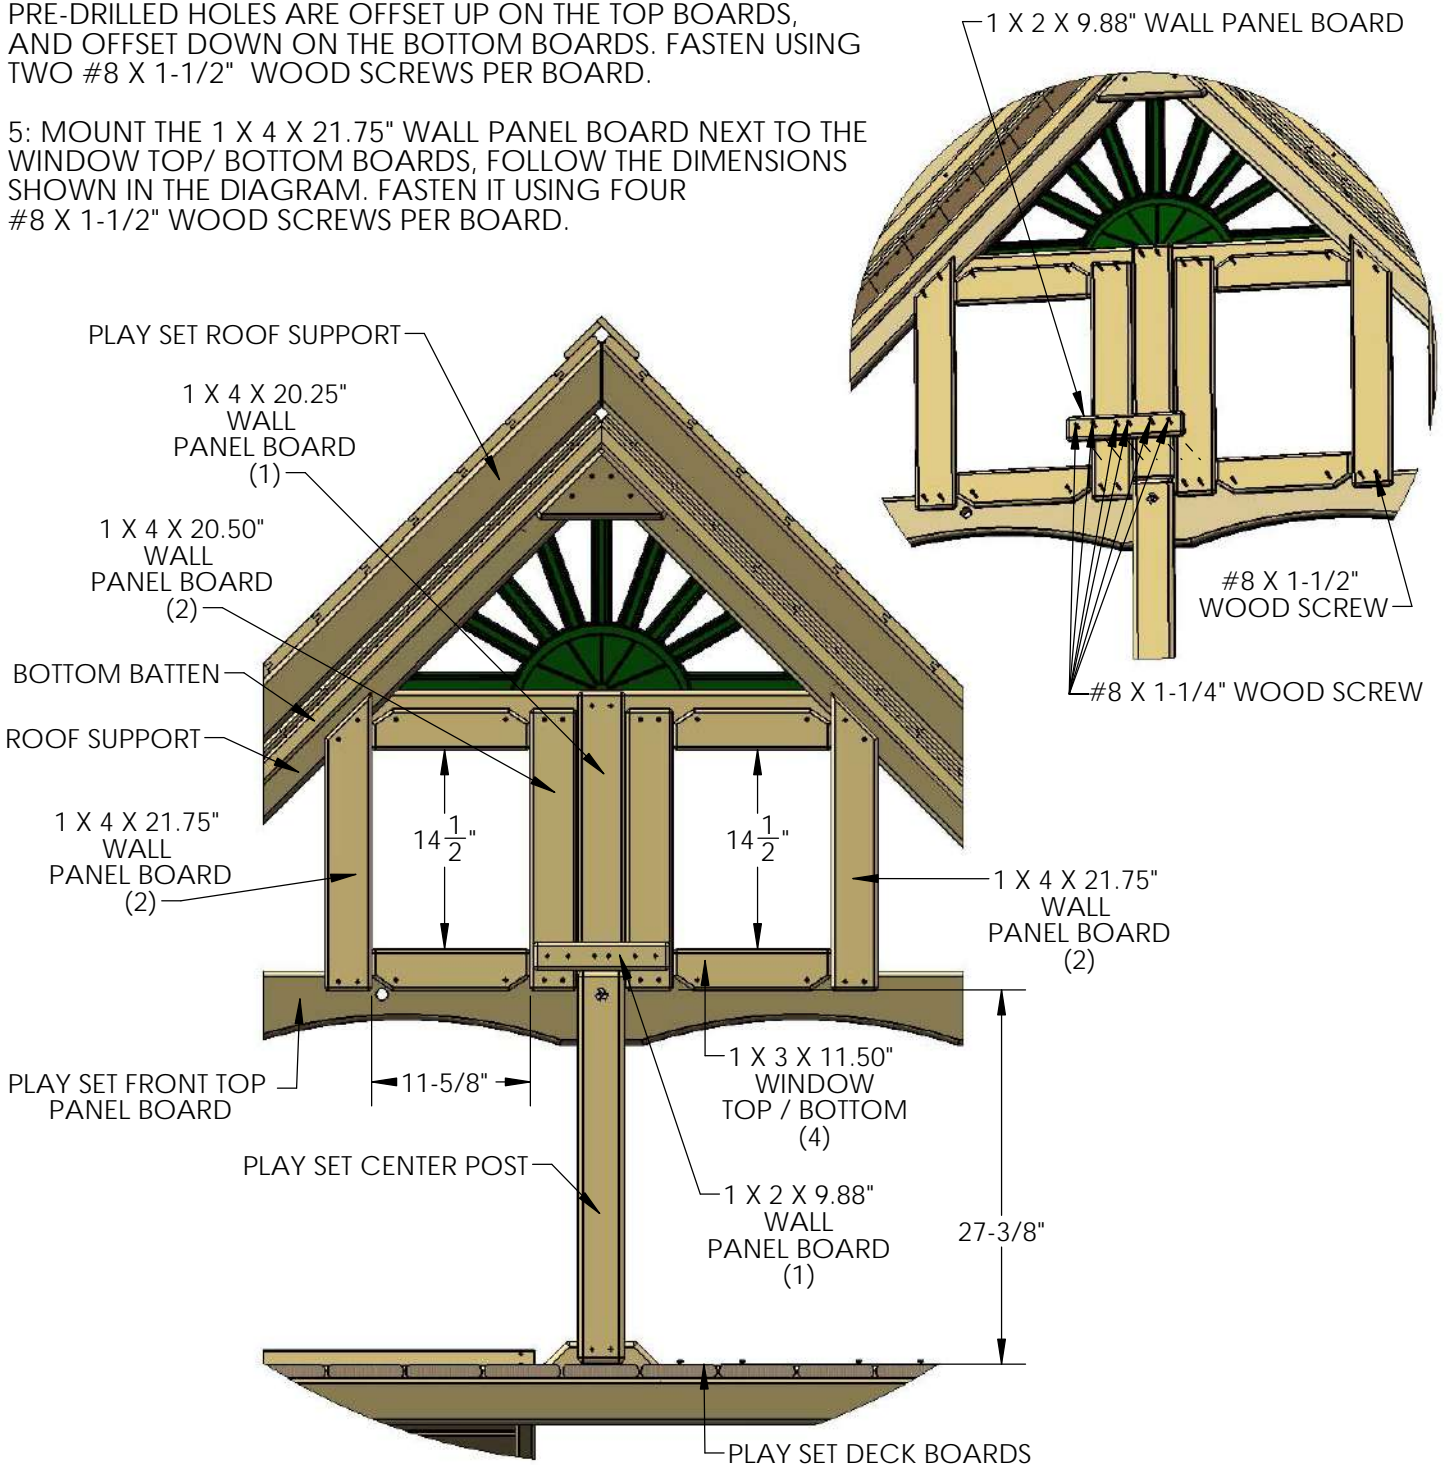 PRE-DRILLED HOLES ARE OFFSET UP ON THE TOP BOARDS,
AND OFFSET DOWN ON THE BOTTOM BOARDS. FASTEN USING
TWO #8 X 1-1/2" WOOD SCREWS PER BOARD.
5: MOUNT THE 1 X 4 X 21.75" WALL PANEL BOARD NEXT TO THE
WINDOW TOP/ BOTTOM BOARDS, FOLLOW THE DIMENSIONS
SHOWN IN THE DIAGRAM. FASTEN IT USING FOUR
#8 X 1-1/2" WOOD SCREWS PER BOARD.
1 X 2 X 9.88" WALL PANEL BOARD
#8 X 1-1/2"
WOOD SCREW
#8 X 1-1/4" WOOD SCREW
PLAY SET ROOF SUPPORT
1 X 4 X 20.25"
WALL
PANEL BOARD
(1)
1 X 4 X 20.50"
WALL
PANEL BOARD
(2)
BOTTOM BATTEN
ROOF SUPPORT
1 X 4 X 21.75"
WALL
PANEL BOARD
(2)
14 1/2"
14 1/2"
1 X 4 X 21.75"
WALL
PANEL BOARD
(2)
PLAY SET FRONT TOP
PANEL BOARD
11-5/8"
1 X 3 X 11.50"
WINDOW
TOP / BOTTOM
(4)
PLAY SET CENTER POST
1 X 2 X 9.88"
WALL
PANEL BOARD
(1)
27-3/8"
PLAY SET DECK BOARDS